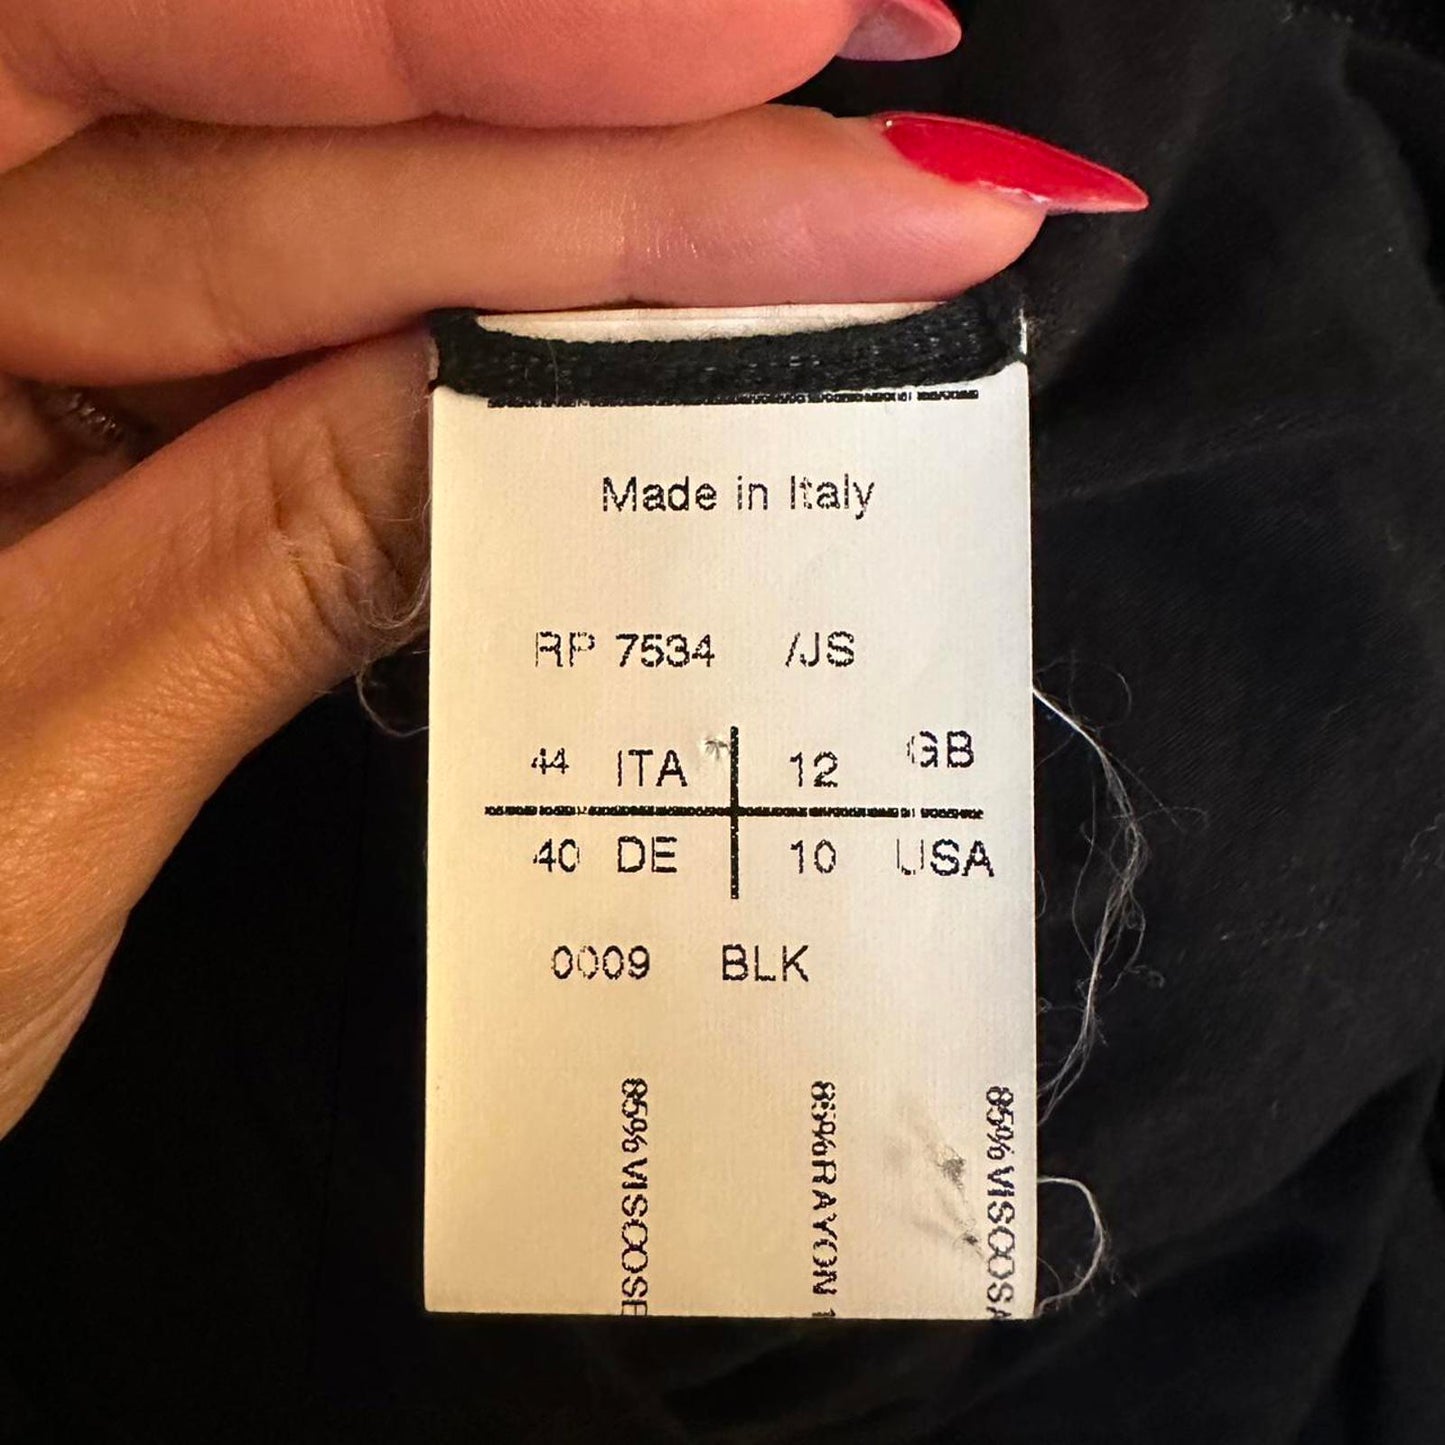 Made in Italy
RP 7534 /JS
44 ITA 12 GB
40 DE 10 USA
0009 BLK
85%VISCOSE
85%RAYON 1
85%VISCOSA